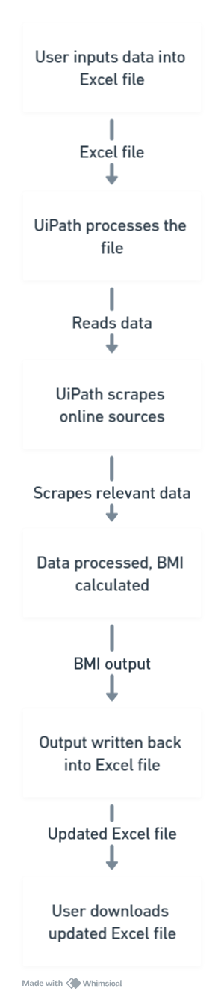 User inputs data into
Excel file
Excel file
UiPath processes the
file
Reads data
UiPath scrapes
online sources
Scrapes relevant data
Data processed, BMI
calculated
BMI output
Output written back
into Excel file
Updated Excel file
User downloads
updated Excel file
Made with Whimsical